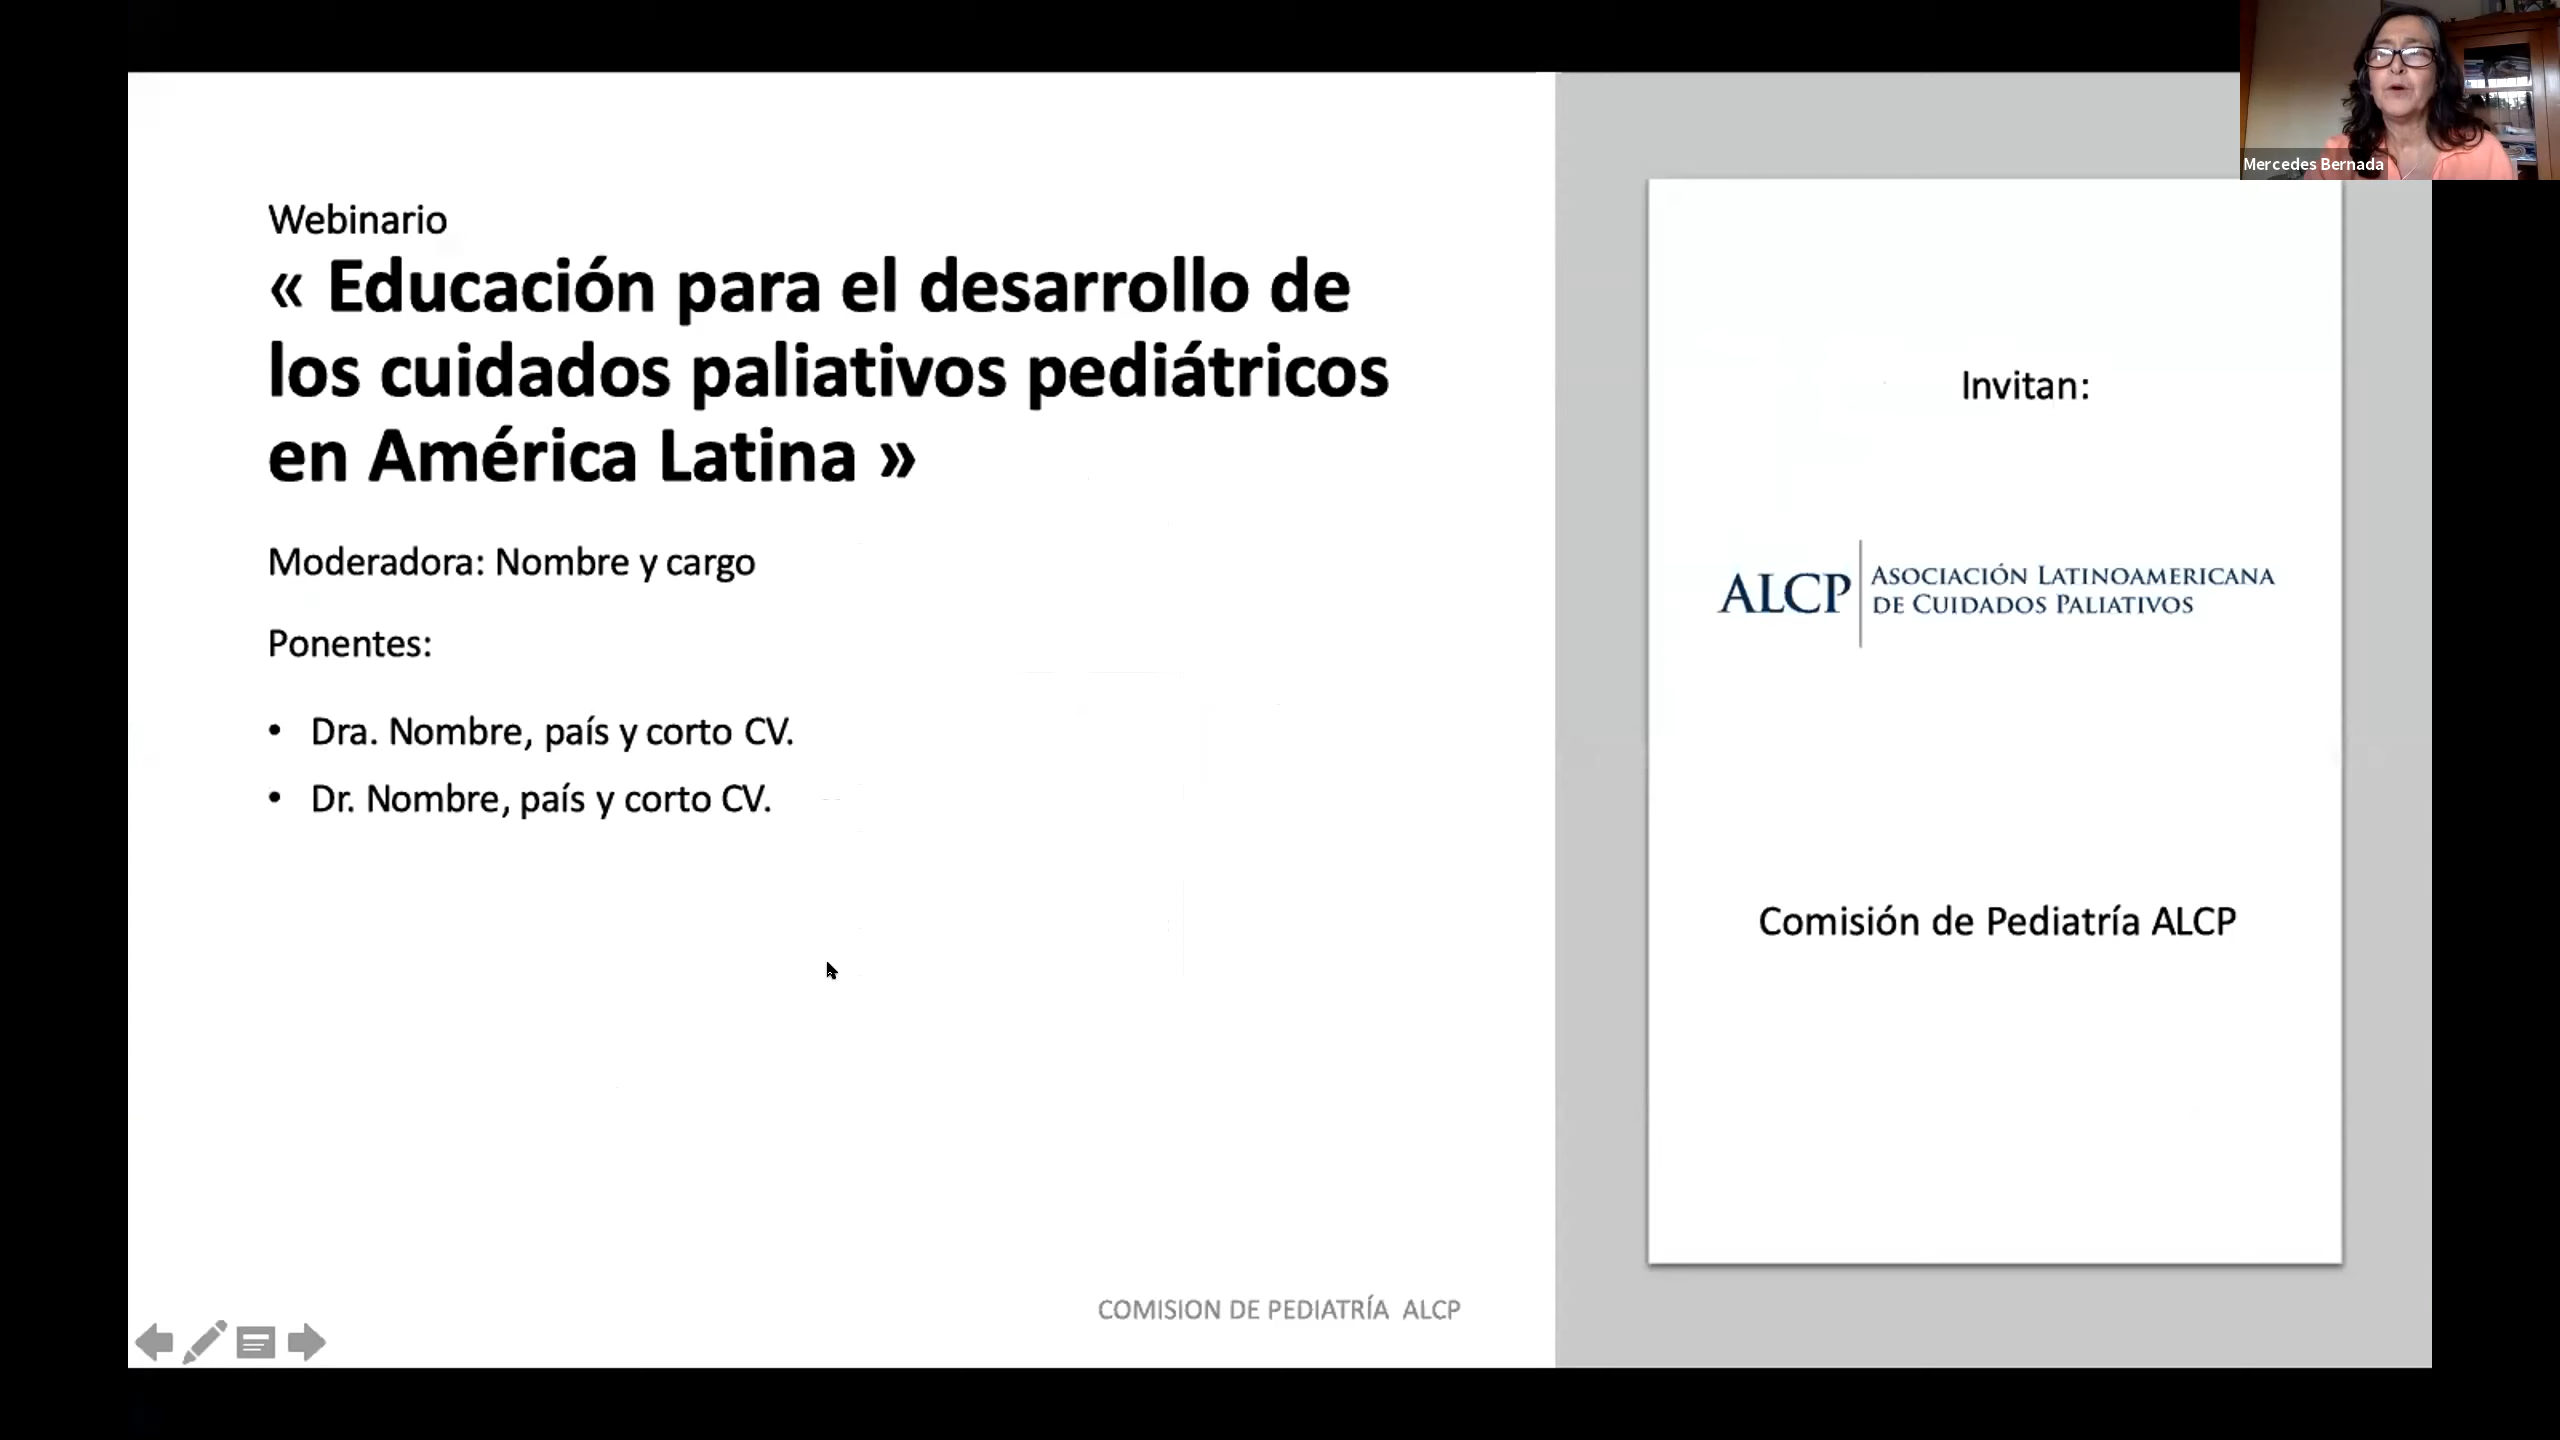 Webinario
« Educación para el desarrollo de
los cuidados paliativos pediátricos
en América Latina »
Moderadora: Nombre y cargo
Ponentes:
• Dra. Nombre, país y corto CV.
• Dr. Nombre, país y corto CV.
COMISION DE PEDIATRÍA ALCP
Mercedes Bernada
Invitan:
ALCP
ASOCIACIÓN LATINOAMERICANA
DE CUIDADOS PALIATIVOS
Comisión de Pediatría ALCP